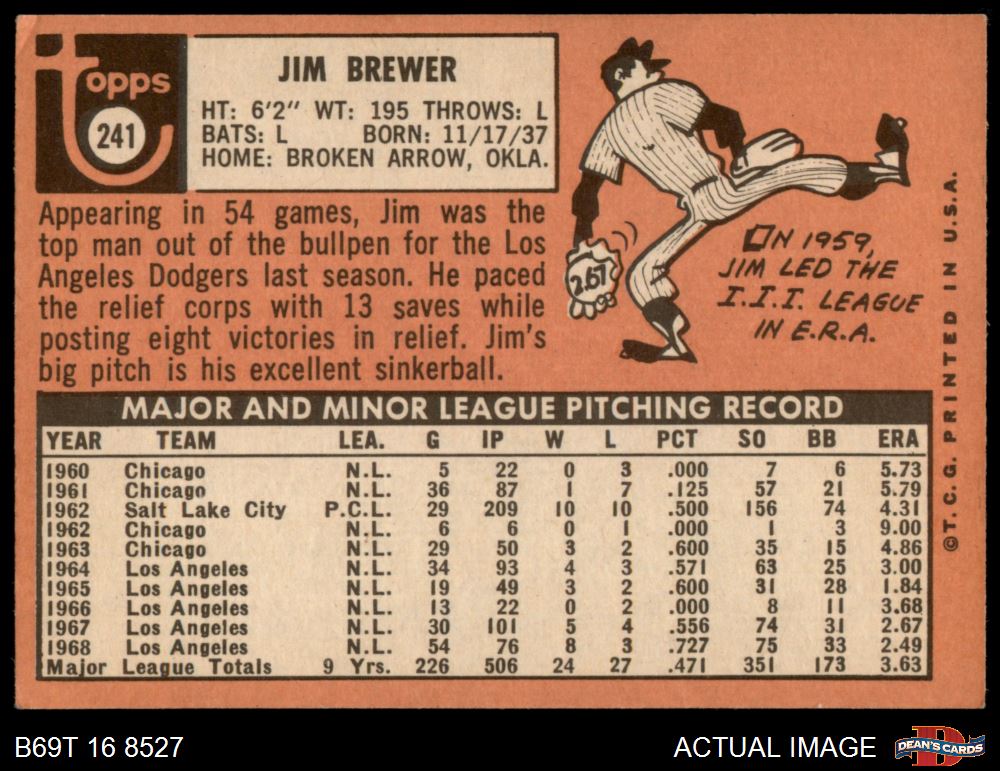 Topps
241
JIM BREWER
HT: 6'2" WT: 195 THROWS: L
BATS: L BORN: 11/17/37
HOME: BROKEN ARROW, OKLA.
Appearing in 54 games, Jim was the
top man out of the bullpen for the Los
Angeles Dodgers last season. He paced
the relief corps with 13 saves while
posting eight victories in relief. Jim's
big pitch is his excellent sinkerball.
2.67
IN 1959,
JIM LED THE
I.I.I. LEAGUE
IN E.R.A.
MAJOR AND MINOR LEAGUE PITCHING RECORD
YEAR TEAM LEA. G IP W L PCT SO BB ERA
1960 Chicago N.L. 5 22 0 3 .000 7 6 5.73
1961 Chicago N.L. 36 87 1 7 .125 57 21 5.79
1962 Salt Lake City P.C.L. 29 209 10 10 .500 156 74 4.31
1962 Chicago N.L. 6 6 0 1 .000 1 3 9.00
1963 Chicago N.L. 29 50 3 2 .600 35 15 4.86
1964 Los Angeles N.L. 34 93 4 3 .571 63 25 3.00
1965 Los Angeles N.L. 19 49 3 2 .600 31 28 1.84
1966 Los Angeles N.L. 13 22 0 2 .000 8 11 3.68
1967 Los Angeles N.L. 30 101 5 4 .556 74 31 2.67
1968 Los Angeles N.L. 54 76 8 3 .727 75 33 2.49
Major League Totals 9 Yrs. 226 506 24 27 .471 351 173 3.63
©T.C.G. PRINTED IN U.S.A.
B69T 16 8527
ACTUAL IMAGE
DEAN'S CARDS